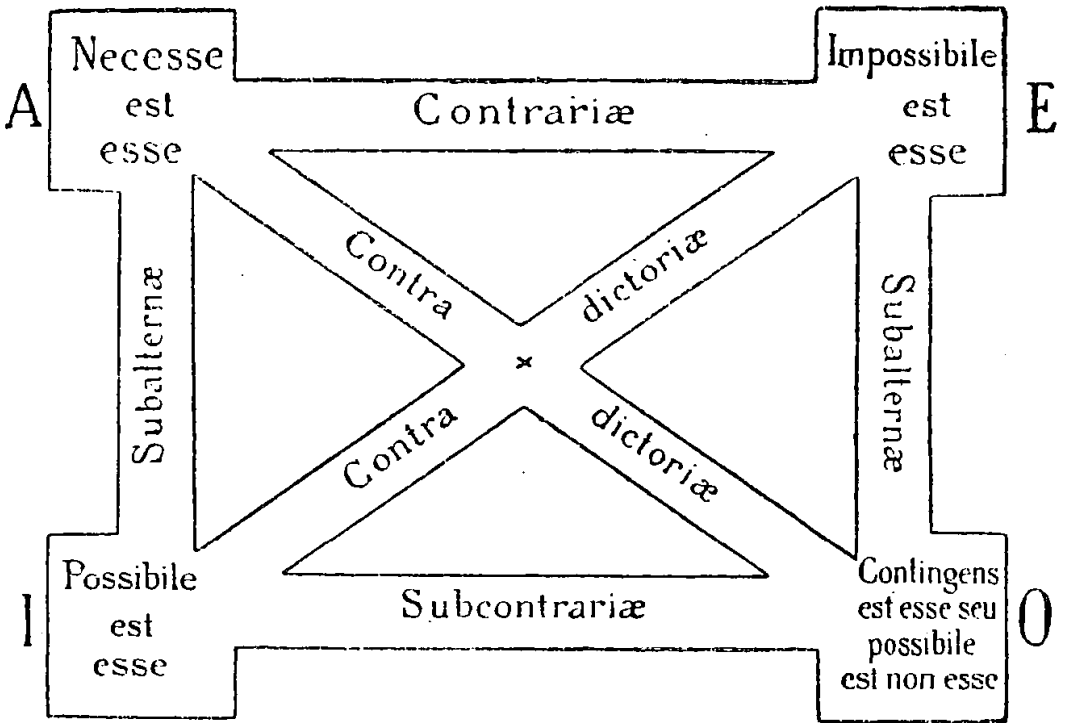 Necesse
est
esse
A
Contrariæ
Impossibile
est
esse
E
Contra
dictoriæ
Subalternæ
Subalternæ
Contra
dictoriæ
I
Possibile
est
esse
Subcontrariæ
Contingens
est esse seu
possibile
est non esse
O